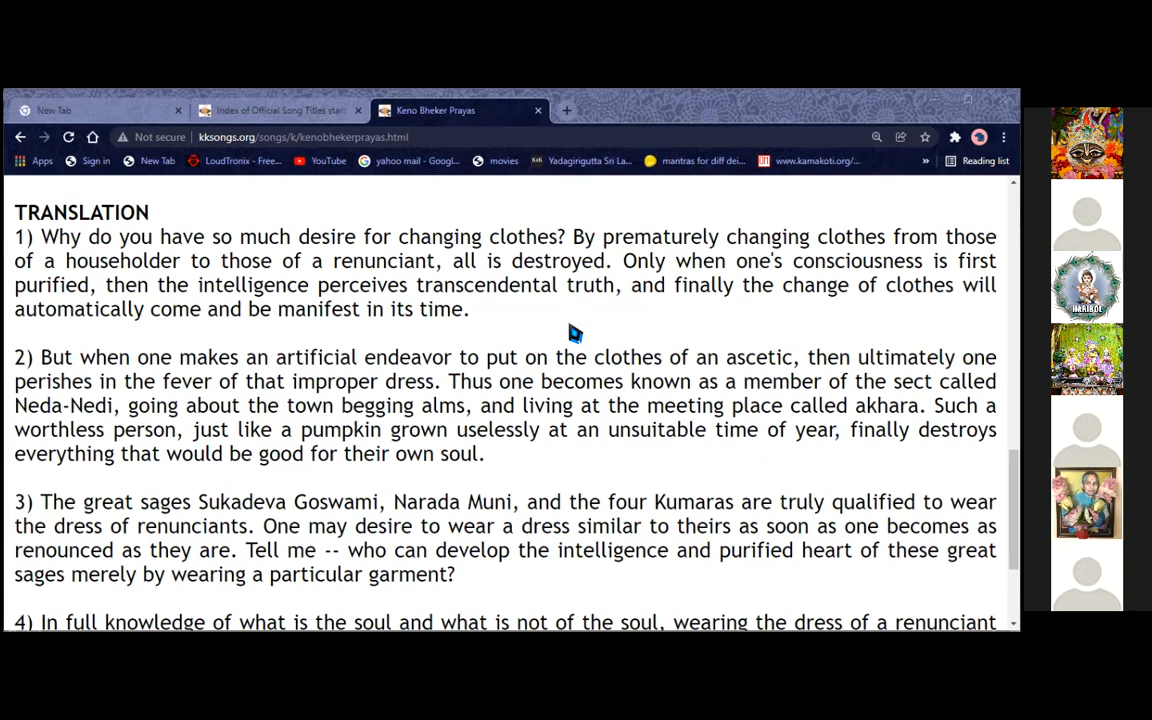 New Tab
Index of Official Song Titles star
Keno Bheker Prayas
Not secure
kksongs.org/songs/k/kenobhekerprayas.html
Apps
Sign in
New Tab
LoudTronix - Free...
YouTube
yahoo mail - Googl...
movies
Yadagirigutta Sri La...
mantras for diff dei...
www.kamakoti.org/...
»
Reading list
TRANSLATION
1) Why do you have so much desire for changing clothes? By prematurely changing clothes from those
of a householder to those of a renunciant, all is destroyed. Only when one's consciousness is first
purified, then the intelligence perceives transcendental truth, and finally the change of clothes will
automatically come and be manifest in its time.
2) But when one makes an artificial endeavor to put on the clothes of an ascetic, then ultimately one
perishes in the fever of that improper dress. Thus one becomes known as a member of the sect called
Neda-Nedi, going about the town begging alms, and living at the meeting place called akhara. Such a
worthless person, just like a pumpkin grown uselessly at an unsuitable time of year, finally destroys
everything that would be good for their own soul.
3) The great sages Sukadeva Goswami, Narada Muni, and the four Kumaras are truly qualified to wear
the dress of renunciants. One may desire to wear a dress similar to theirs as soon as one becomes as
renounced as they are. Tell me -- who can develop the intelligence and purified heart of these great
sages merely by wearing a particular garment?
4) In full knowledge of what is the soul and what is not of the soul, wearing the dress of a renunciant
HARIBOL